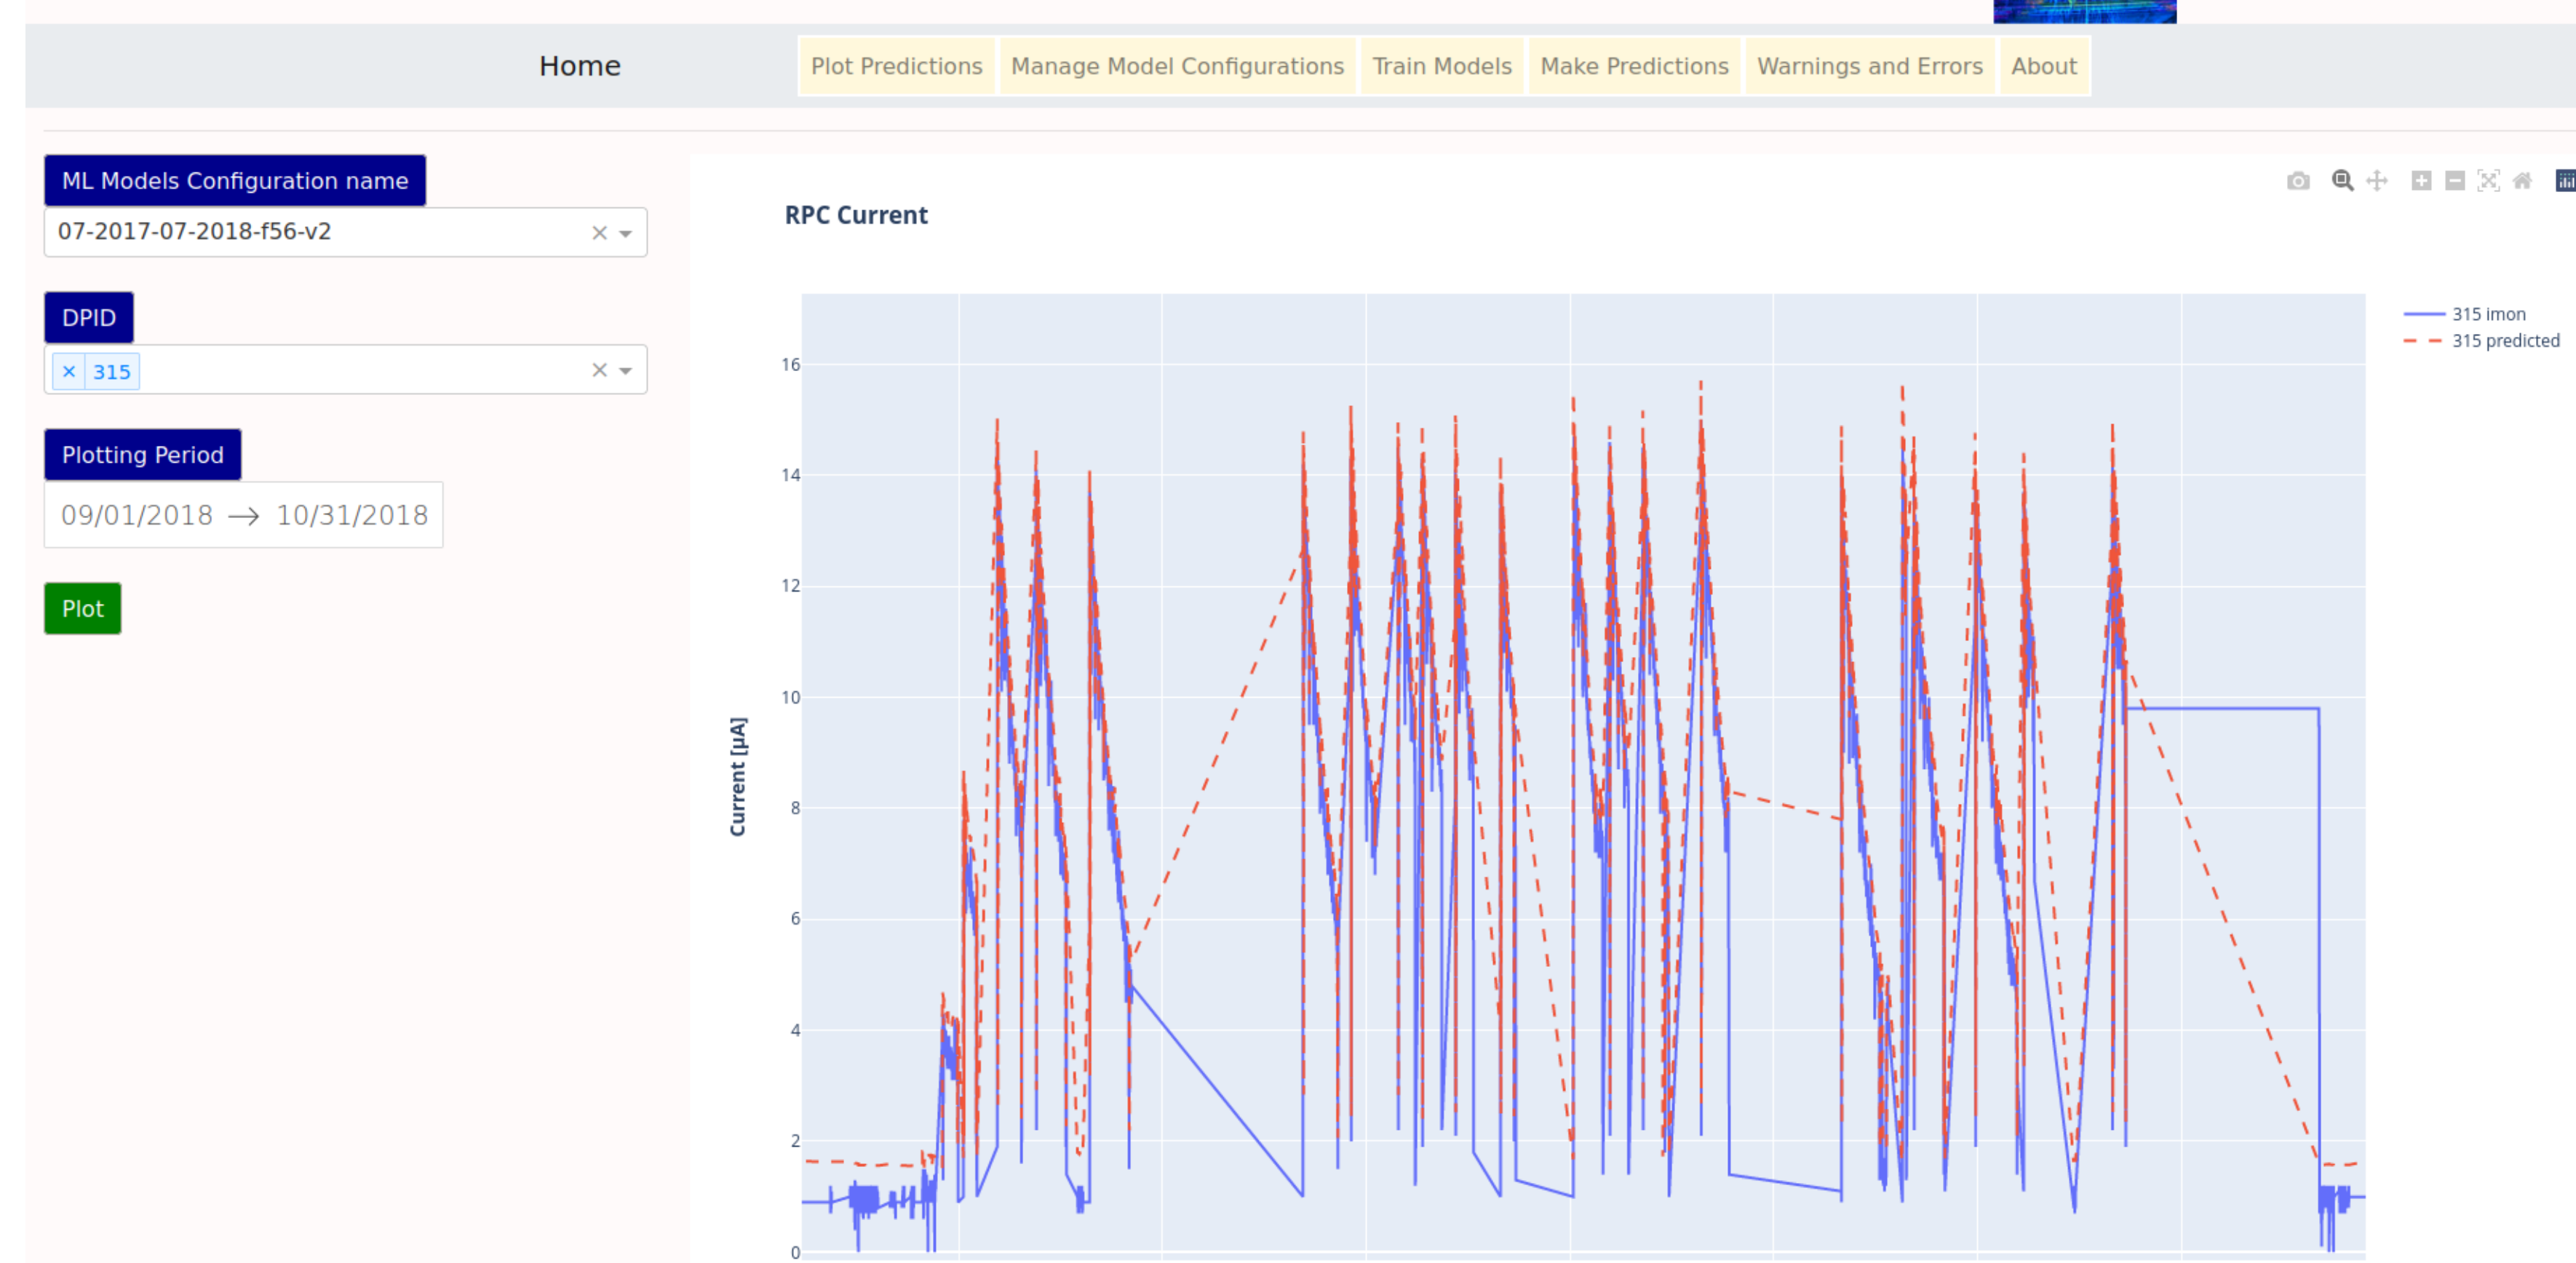 Home Plot Predictions Manage Model Configurations Train Models Make Predictions Warnings and Errors About
ML Models Configuration name
07-2017-07-2018-f56-v2
DPID
× 315
Plotting Period
09/01/2018 → 10/31/2018
Plot
RPC Current
Current [μA]
16
14
12
10
8
6
4
2
0
315 imon
315 predicted